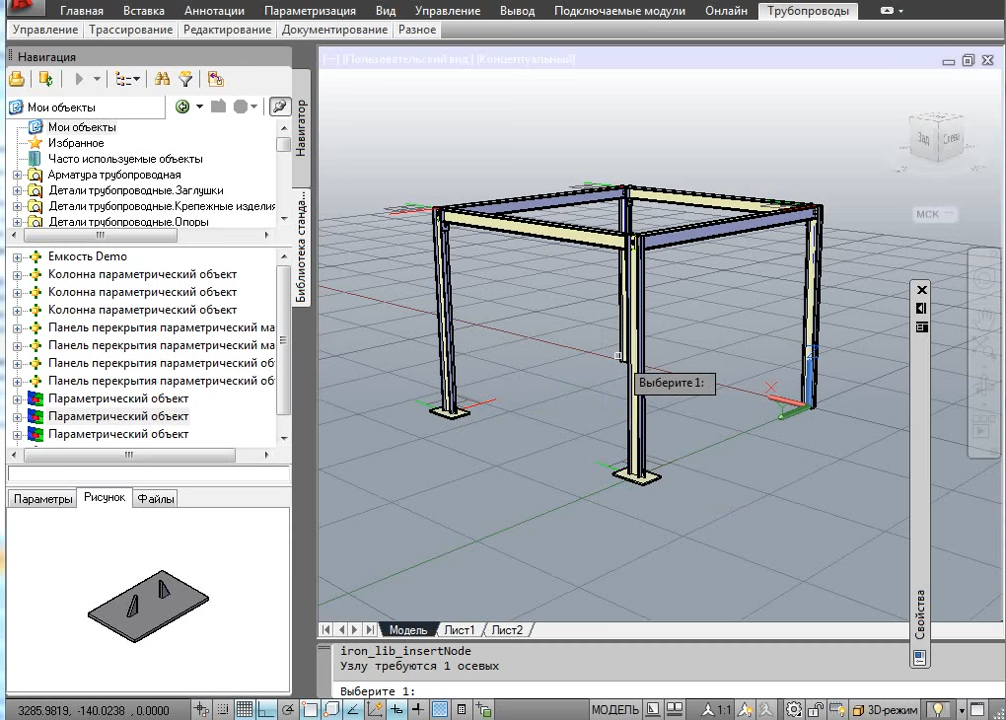 Главная Вставка Аннотации Параметризация Вид Управление Вывод Подключаемые модули Онлайн Трубопроводы
Управление Трассирование Редактирование Документирование Разное
Навигация
[−] [Пользовательский вид] [Концептуальный]
Мои объекты
Мои объекты
Избранное
Часто используемые объекты
Арматура трубопроводная
Детали трубопроводные.Заглушки
Детали трубопроводные.Крепежные изделия
Детали трубопроводные.Опоры
Навигатор
Библиотека станда...
Емкость Demo
Колонна параметрический объект
Колонна параметрический объект
Колонна параметрический объект
Панель перекрытия параметрический ма
Панель перекрытия параметрический ма
Панель перекрытия параметрический об
Панель перекрытия параметрический об
Параметрический объект
Параметрический объект
Параметрический объект
Параметры Рисунок Файлы
Зад Слева
МСК
Выберите 1:
Свойства
Модель Лист1 Лист2
iron_lib_insertNode
Узлу требуются 1 осевых
Выберите 1:
3285.9819, -140.0238, 0.0000
МОДЕЛЬ 1:1 3D-режим